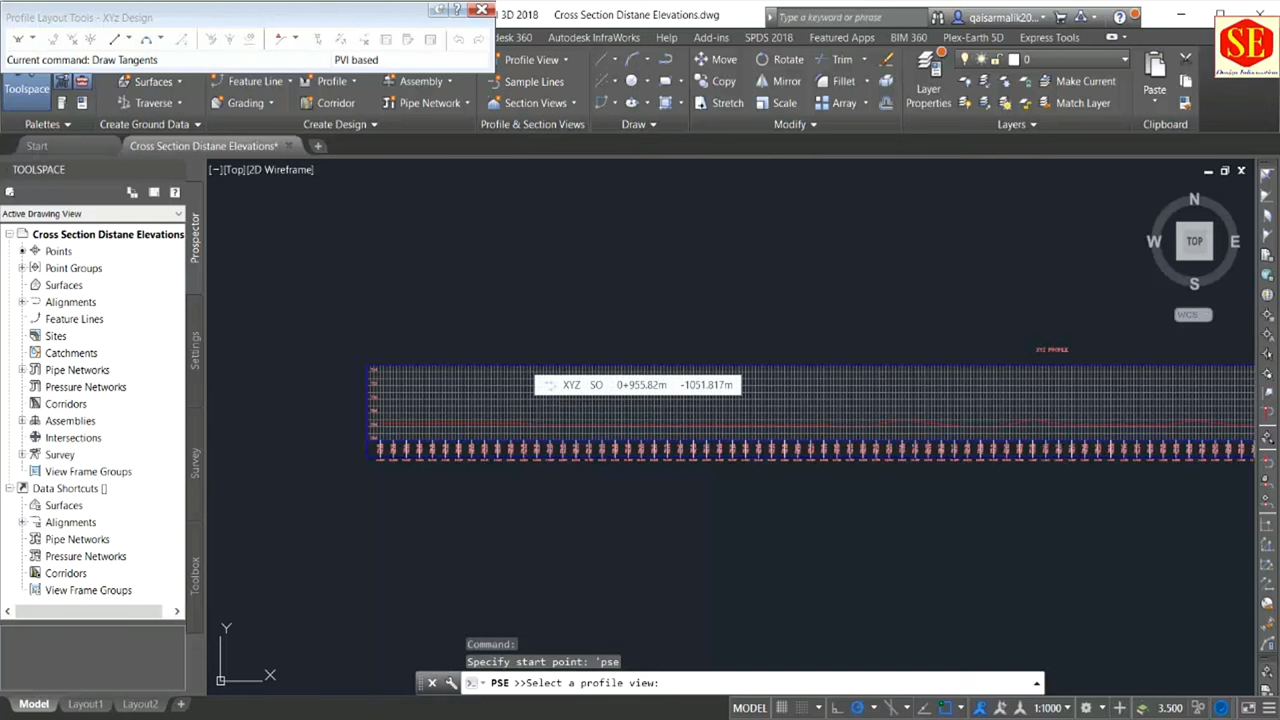 Profile Layout Tools - XYz Design
Current command: Draw Tangents
PVI based
3D 2018
Cross Section Distane Elevations.dwg
Type a keyword or phrase
qaisarmalik20...
SE
desk 360
Autodesk InfraWorks
Help
Add-ins
SPDS 2018
Featured Apps
BIM 360
Plex-Earth 5D
Express Tools
Toolspace
Surfaces
Traverse
Feature Line
Grading
Profile
Corridor
Assembly
Pipe Network
Profile View
Sample Lines
Section Views
Move
Copy
Stretch
Rotate
Mirror
Scale
Trim
Fillet
Array
Layer
Properties
0
Make Current
Match Layer
Paste
Palettes
Create Ground Data
Create Design
Profile & Section Views
Draw
Modify
Layers
Clipboard
Start
Cross Section Distane Elevations*
TOOLSPACE
Active Drawing View
Cross Section Distane Elevations
Points
Point Groups
Surfaces
Alignments
Feature Lines
Sites
Catchments
Pipe Networks
Pressure Networks
Corridors
Assemblies
Intersections
Survey
View Frame Groups
Data Shortcuts []
Surfaces
Alignments
Pipe Networks
Pressure Networks
Corridors
View Frame Groups
Prospector
Settings
Survey
Toolbox
[−][Top][2D Wireframe]
N
W
TOP
E
S
WCS
XYZ PROFILE
XYZ SO 0+955.82m -1051.817m
Y
X
Command:
Specify start point: 'pse
PSE >>Select a profile view:
Model
Layout1
Layout2
MODEL
1:1000
3.500